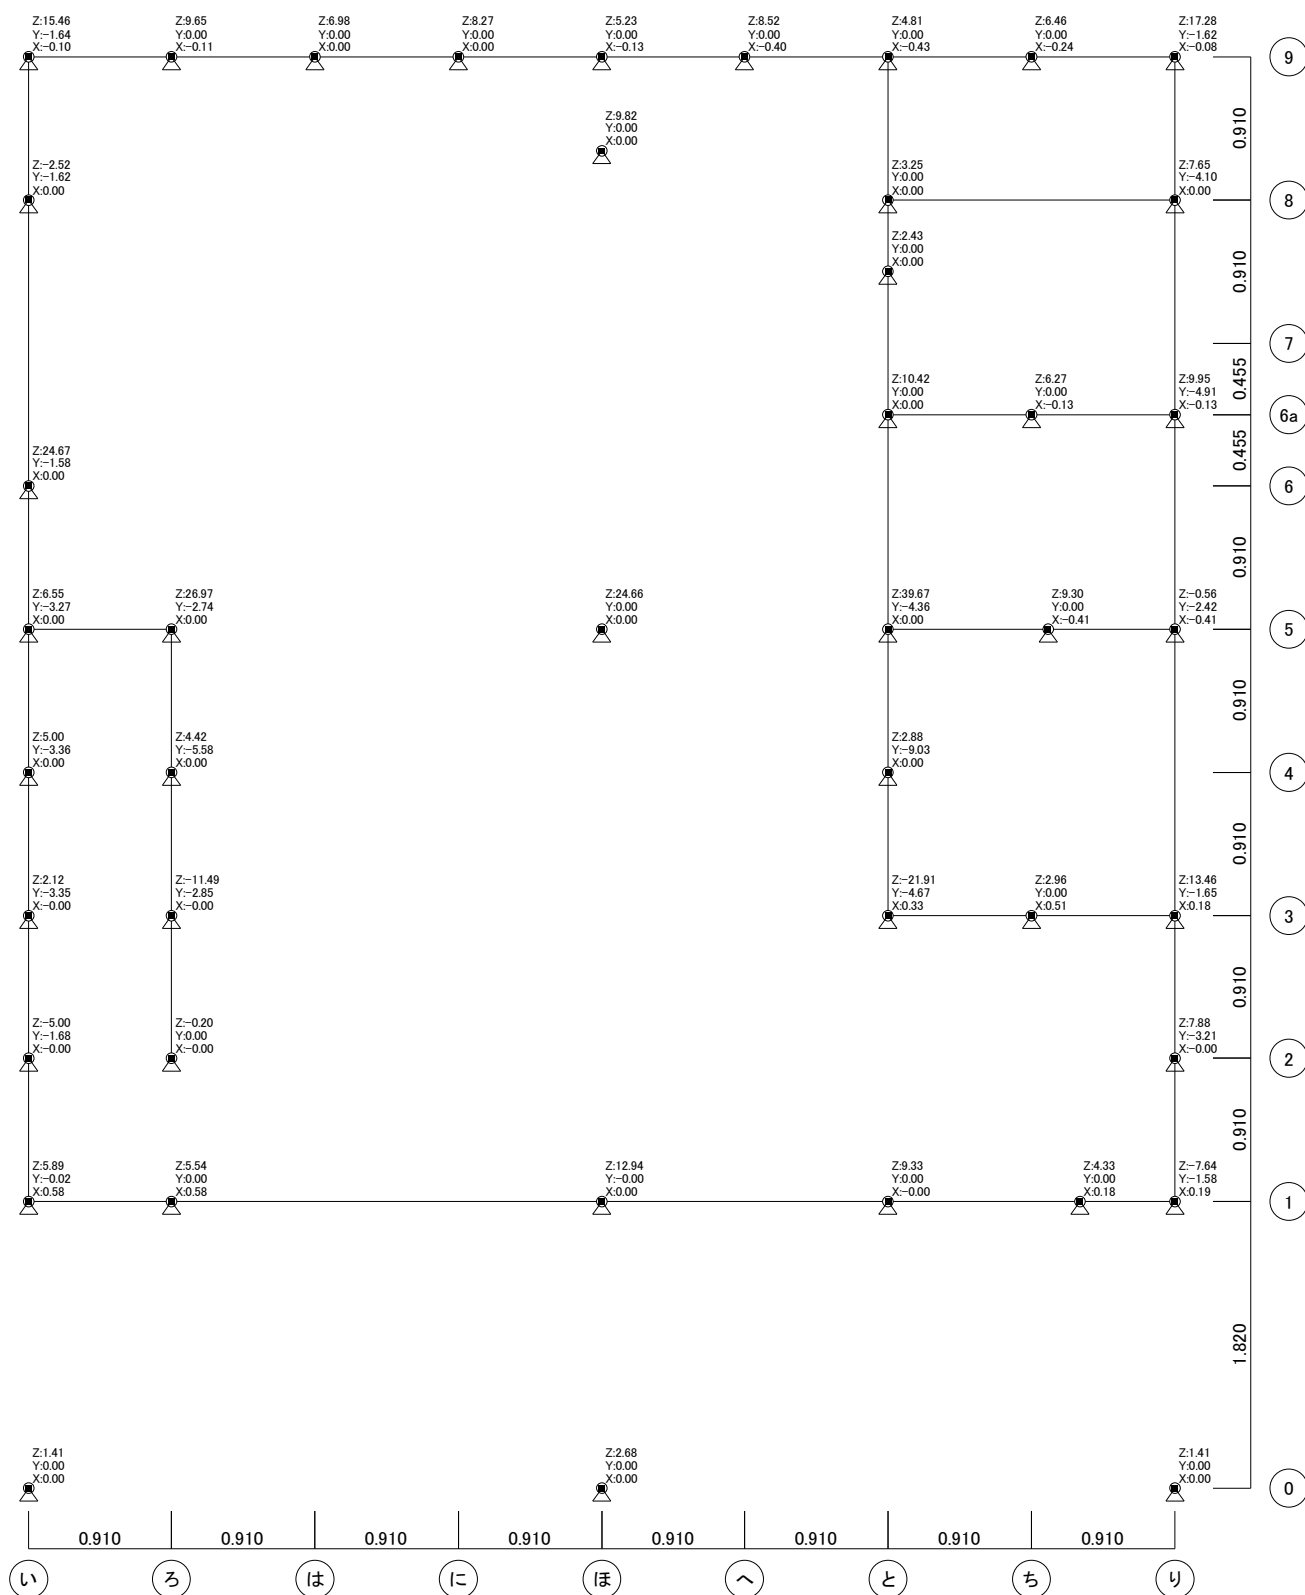 Z:15.46
Y:-1.64
X:-0.10
Z:9.65
Y:0.00
X:-0.11
Z:6.98
Y:0.00
X:0.00
Z:8.27
Y:0.00
X:0.00
Z:5.23
Y:0.00
X:-0.13
Z:8.52
Y:0.00
X:-0.40
Z:4.81
Y:0.00
X:-0.43
Z:6.46
Y:0.00
X:-0.24
Z:17.28
Y:-1.62
X:-0.08
9
Z:9.82
Y:0.00
X:0.00
0.910
Z:-2.52
Y:-1.62
X:0.00
Z:3.25
Y:0.00
X:0.00
Z:7.65
Y:-4.10
X:0.00
8
Z:2.43
Y:0.00
X:0.00
0.910
7
0.455
Z:10.42
Y:0.00
X:0.00
Z:6.27
Y:0.00
X:-0.13
Z:9.95
Y:-4.91
X:-0.13
6a
0.455
Z:24.67
Y:-1.58
X:0.00
6
0.910
Z:6.55
Y:-3.27
X:0.00
Z:26.97
Y:-2.74
X:0.00
Z:24.66
Y:0.00
X:0.00
Z:39.67
Y:-4.36
X:0.00
Z:9.30
Y:0.00
X:-0.41
Z:-0.56
Y:-2.42
X:-0.41
5
0.910
Z:5.00
Y:-3.36
X:0.00
Z:4.42
Y:-5.58
X:0.00
Z:2.88
Y:-9.03
X:0.00
4
0.910
Z:2.12
Y:-3.35
X:-0.00
Z:-11.49
Y:-2.85
X:-0.00
Z:-21.91
Y:-4.67
X:0.33
Z:2.96
Y:0.00
X:0.51
Z:13.46
Y:-1.65
X:0.18
3
0.910
Z:-5.00
Y:-1.68
X:-0.00
Z:-0.20
Y:0.00
X:-0.00
Z:7.88
Y:-3.21
X:-0.00
2
0.910
Z:5.89
Y:-0.02
X:0.58
Z:5.54
Y:0.00
X:0.58
Z:12.94
Y:-0.00
X:0.00
Z:9.33
Y:0.00
X:-0.00
Z:4.33
Y:0.00
X:0.18
Z:-7.64
Y:-1.58
X:0.19
1
1.820
Z:1.41
Y:0.00
X:0.00
Z:2.68
Y:0.00
X:0.00
Z:1.41
Y:0.00
X:0.00
0
0.910 0.910 0.910 0.910 0.910 0.910 0.910 0.910
い ろ は に ほ へ と ち り